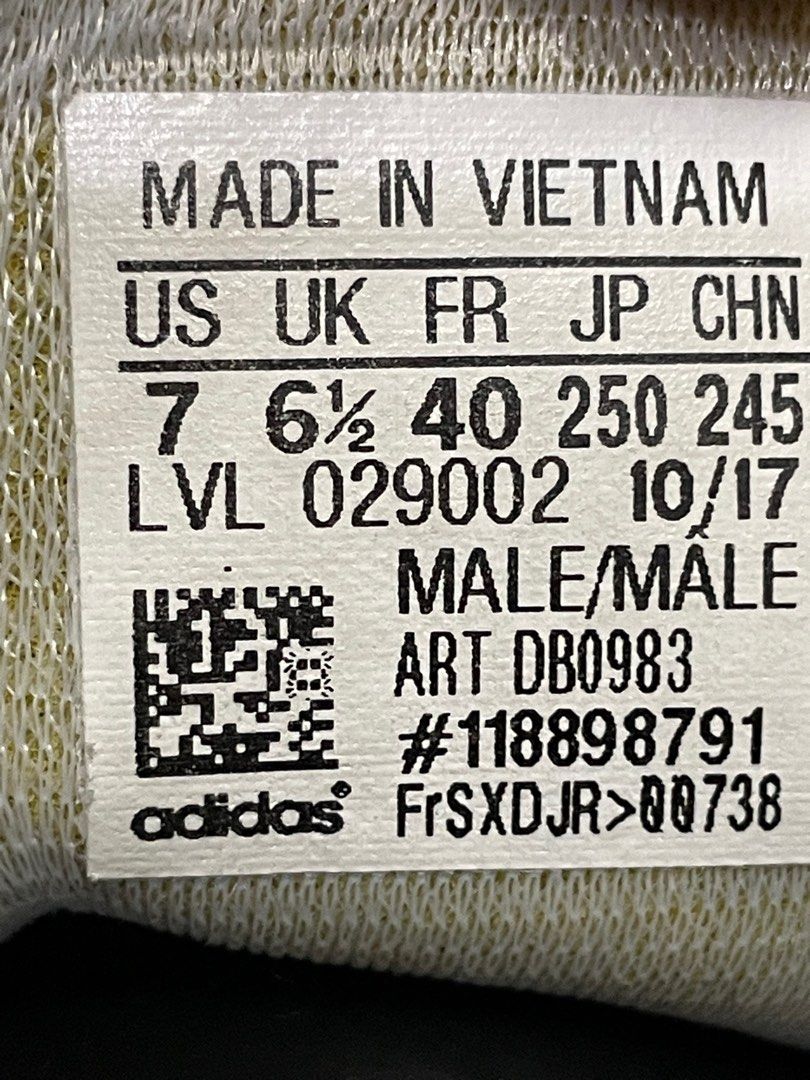 MADE IN VIETNAM
US UK FR JP CHN
7 6½ 40 250 245
LVL 029002 10/17
MALE/MÂLE
ART DB0983
#118898791
adidas® FrSXDJR>00738